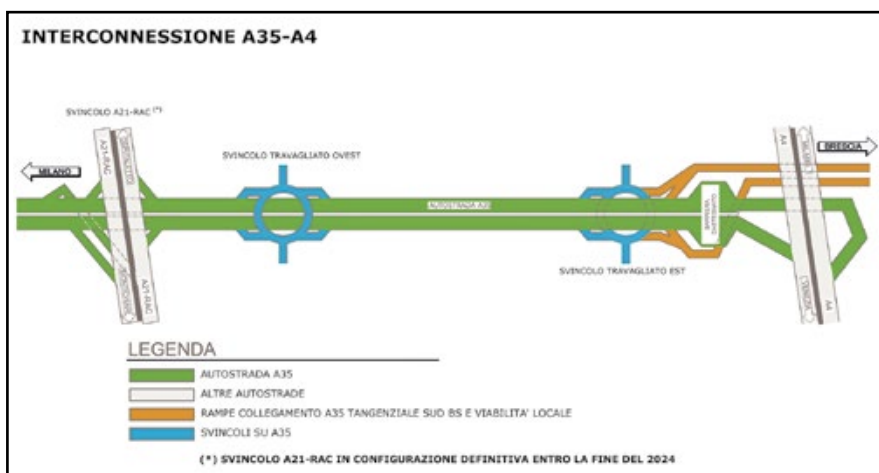 INTERCONNESSIONE A35-A4
SVINCOLO A21-RAC (*)
A21-RAC
A4
MILANO
SVINCOLO TRAVAGLIATO OVEST
BRESCIA
AUTOSTRADA A35
SVINCOLO TRAVAGLIATO EST
A21-RAC
VENEZIA
A4
LEGENDA
AUTOSTRADA A35
ALTRE AUTOSTRADE
RAMPE COLLEGAMENTO A35 TANGENZIALE SUD BS E VIABILITA' LOCALE
SVINCOLI SU A35
(*) SVINCOLO A21-RAC IN CONFIGURAZIONE DEFINITIVA ENTRO LA FINE DEL 2024